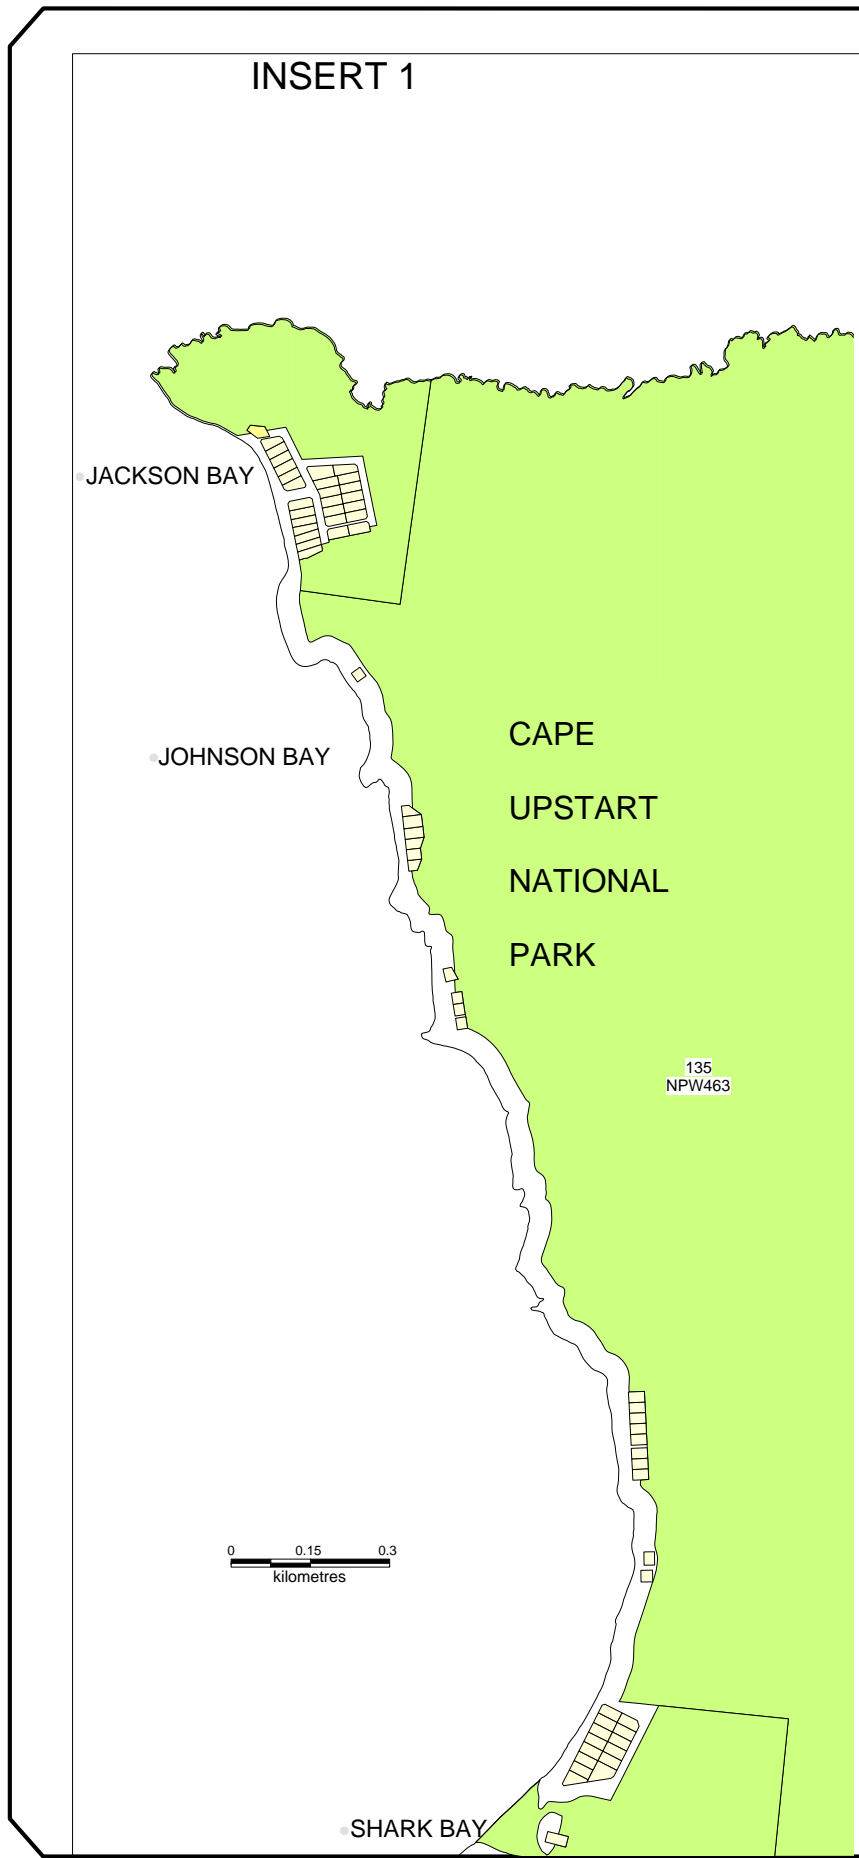 INSERT 1
JACKSON BAY
JOHNSON BAY
CAPE
UPSTART
NATIONAL
PARK
135
NPW463
0 0.15 0.3
kilometres
SHARK BAY